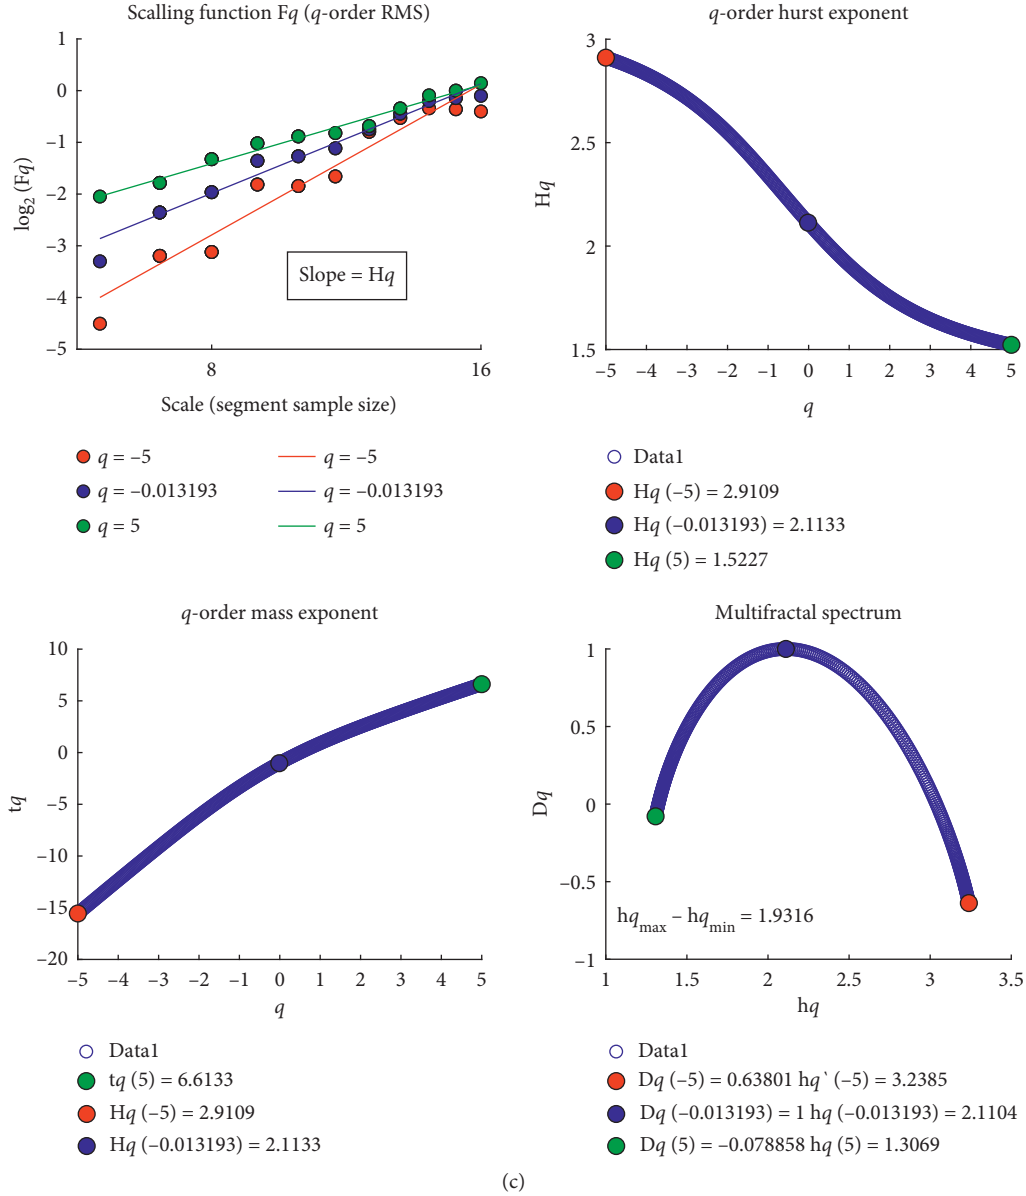 Scalling function Fq (q-order RMS)
1
0
–1
–2
–3
–4
–5
log2 (Fq)
Slope = Hq
8
16
Scale (segment sample size)
q = –5
q = –5
q = –0.013193
q = –0.013193
q = 5
q = 5
q-order hurst exponent
3
2.5
2
1.5
Hq
–5 –4 –3 –2 –1 0 1 2 3 4 5
q
Data1
Hq (–5) = 2.9109
Hq (–0.013193) = 2.1133
Hq (5) = 1.5227
q-order mass exponent
10
5
0
–5
–10
–15
–20
tq
–5 –4 –3 –2 –1 0 1 2 3 4 5
q
Data1
tq (5) = 6.6133
Hq (–5) = 2.9109
Hq (–0.013193) = 2.1133
Multifractal spectrum
1
0.5
0
–0.5
–1
Dq
hqmax – hqmin = 1.9316
1 1.5 2 2.5 3 3.5
hq
Data1
Dq (–5) = 0.63801 hq` (–5) = 3.2385
Dq (–0.013193) = 1 hq (–0.013193) = 2.1104
Dq (5) = –0.078858 hq (5) = 1.3069
(c)